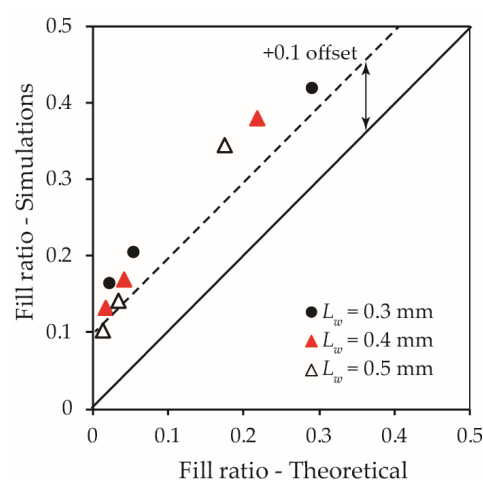 0.5
+0.1 offset
0.4
0.3
0.2
0.1
0
Fill ratio - Simulations
L_w = 0.3 mm
L_w = 0.4 mm
L_w = 0.5 mm
0 0.1 0.2 0.3 0.4 0.5
Fill ratio - Theoretical